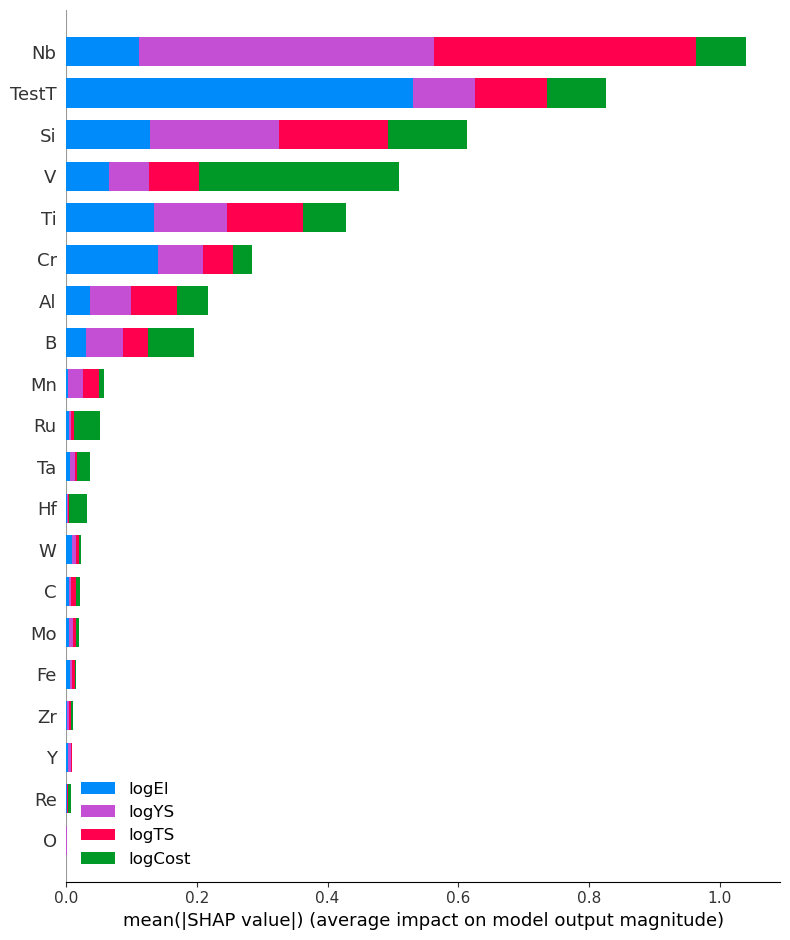 Nb
TestT
Si
V
Ti
Cr
Al
B
Mn
Ru
Ta
Hf
W
C
Mo
Fe
Zr
Y
Re
O
logEl
logYS
logTS
logCost
0.0 0.2 0.4 0.6 0.8 1.0
mean(|SHAP value|) (average impact on model output magnitude)